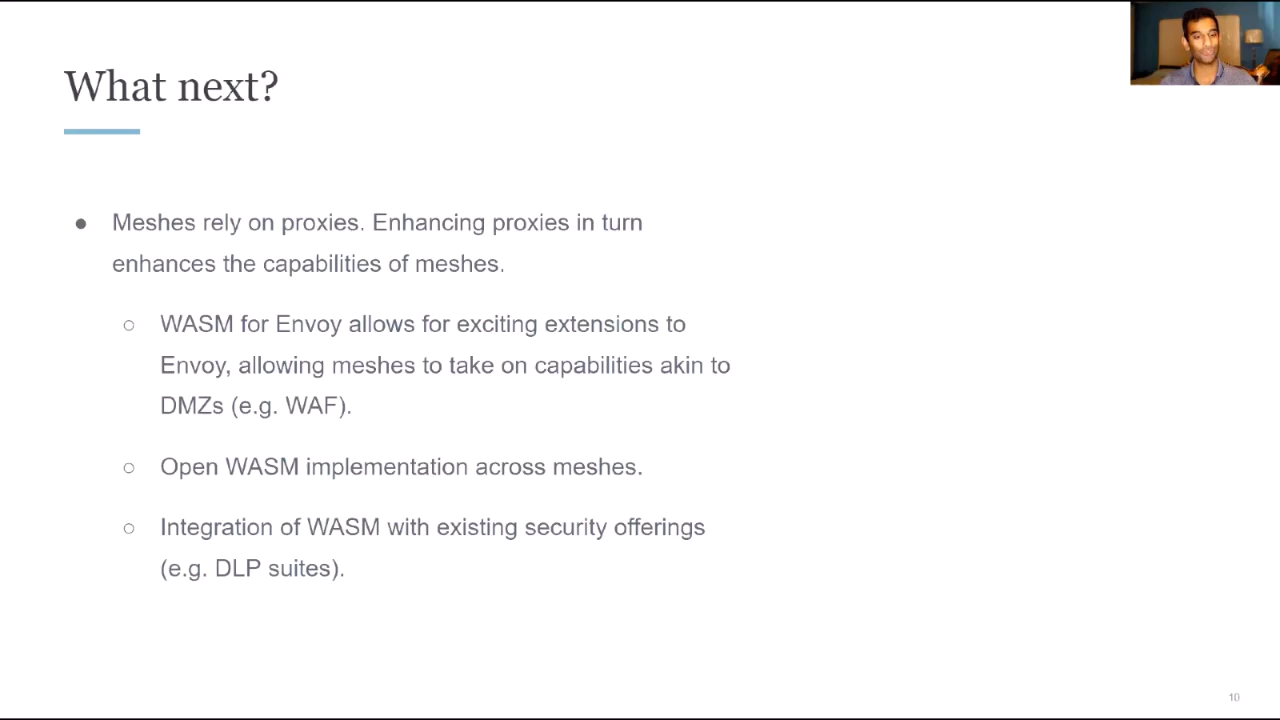 What next?
● Meshes rely on proxies. Enhancing proxies in turn
enhances the capabilities of meshes.
○ WASM for Envoy allows for exciting extensions to
Envoy, allowing meshes to take on capabilities akin to
DMZs (e.g. WAF).
○ Open WASM implementation across meshes.
○ Integration of WASM with existing security offerings
(e.g. DLP suites).
10